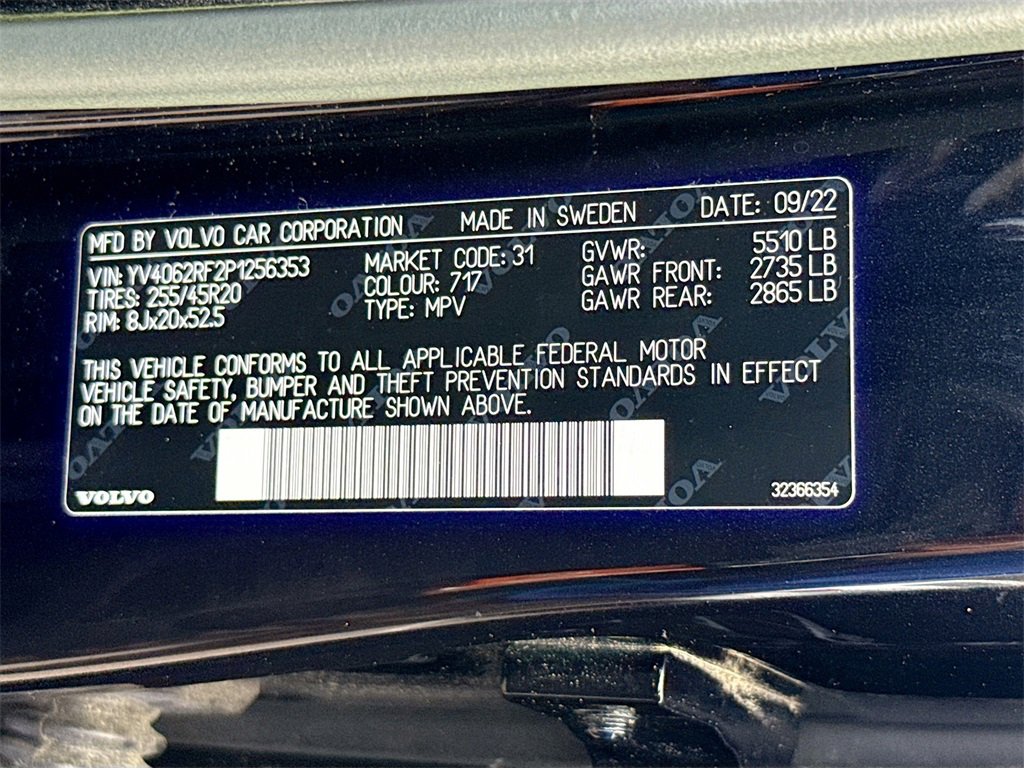 MFD BY VOLVO CAR CORPORATION MADE IN SWEDEN DATE: 09/22
VIN: YV4062RF2P1256353 MARKET CODE: 31 GVWR: 5510 LB
TIRES: 255/45R20 COLOUR: 717 GAWR FRONT: 2735 LB
RIM: 8Jx20x52.5 TYPE: MPV GAWR REAR: 2865 LB
THIS VEHICLE CONFORMS TO ALL APPLICABLE FEDERAL MOTOR
VEHICLE SAFETY, BUMPER AND THEFT PREVENTION STANDARDS IN EFFECT
ON THE DATE OF MANUFACTURE SHOWN ABOVE.
VOLVO 32366354